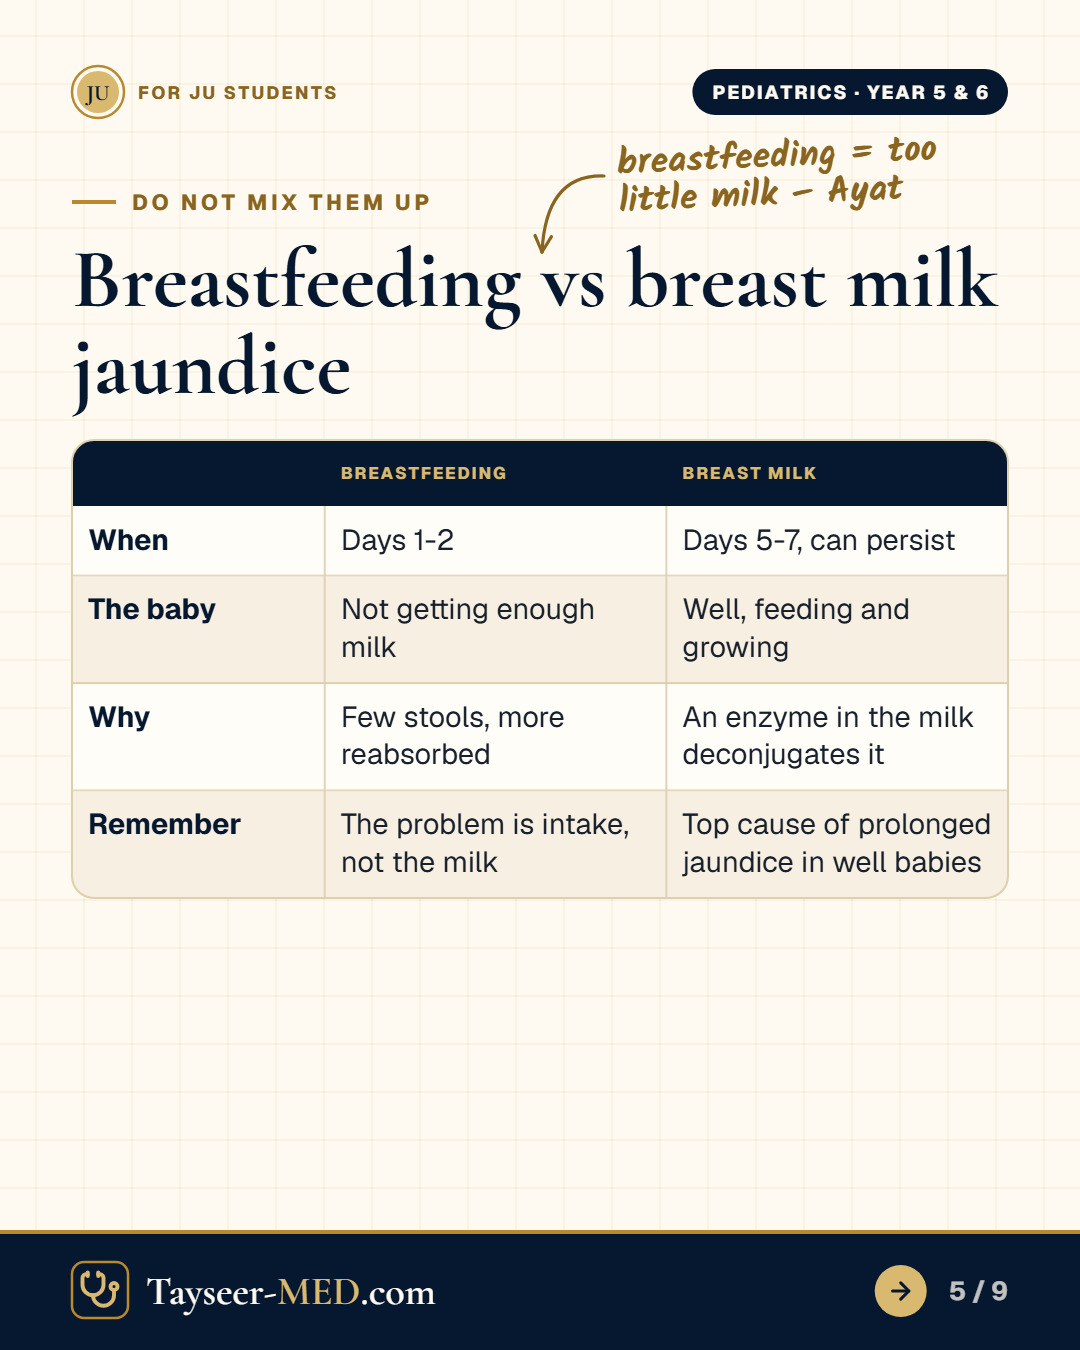 JU FOR JU STUDENTS
PEDIATRICS · YEAR 5 & 6
breastfeeding = too
little milk – Ayat
DO NOT MIX THEM UP
Breastfeeding vs breast milk
jaundice
BREASTFEEDING BREAST MILK
When Days 1-2 Days 5-7, can persist
The baby Not getting enough Well, feeding and
milk growing
Why Few stools, more An enzyme in the milk
reabsorbed deconjugates it
Remember The problem is intake, Top cause of prolonged
not the milk jaundice in well babies
Tayseer-MED.com 5 / 9